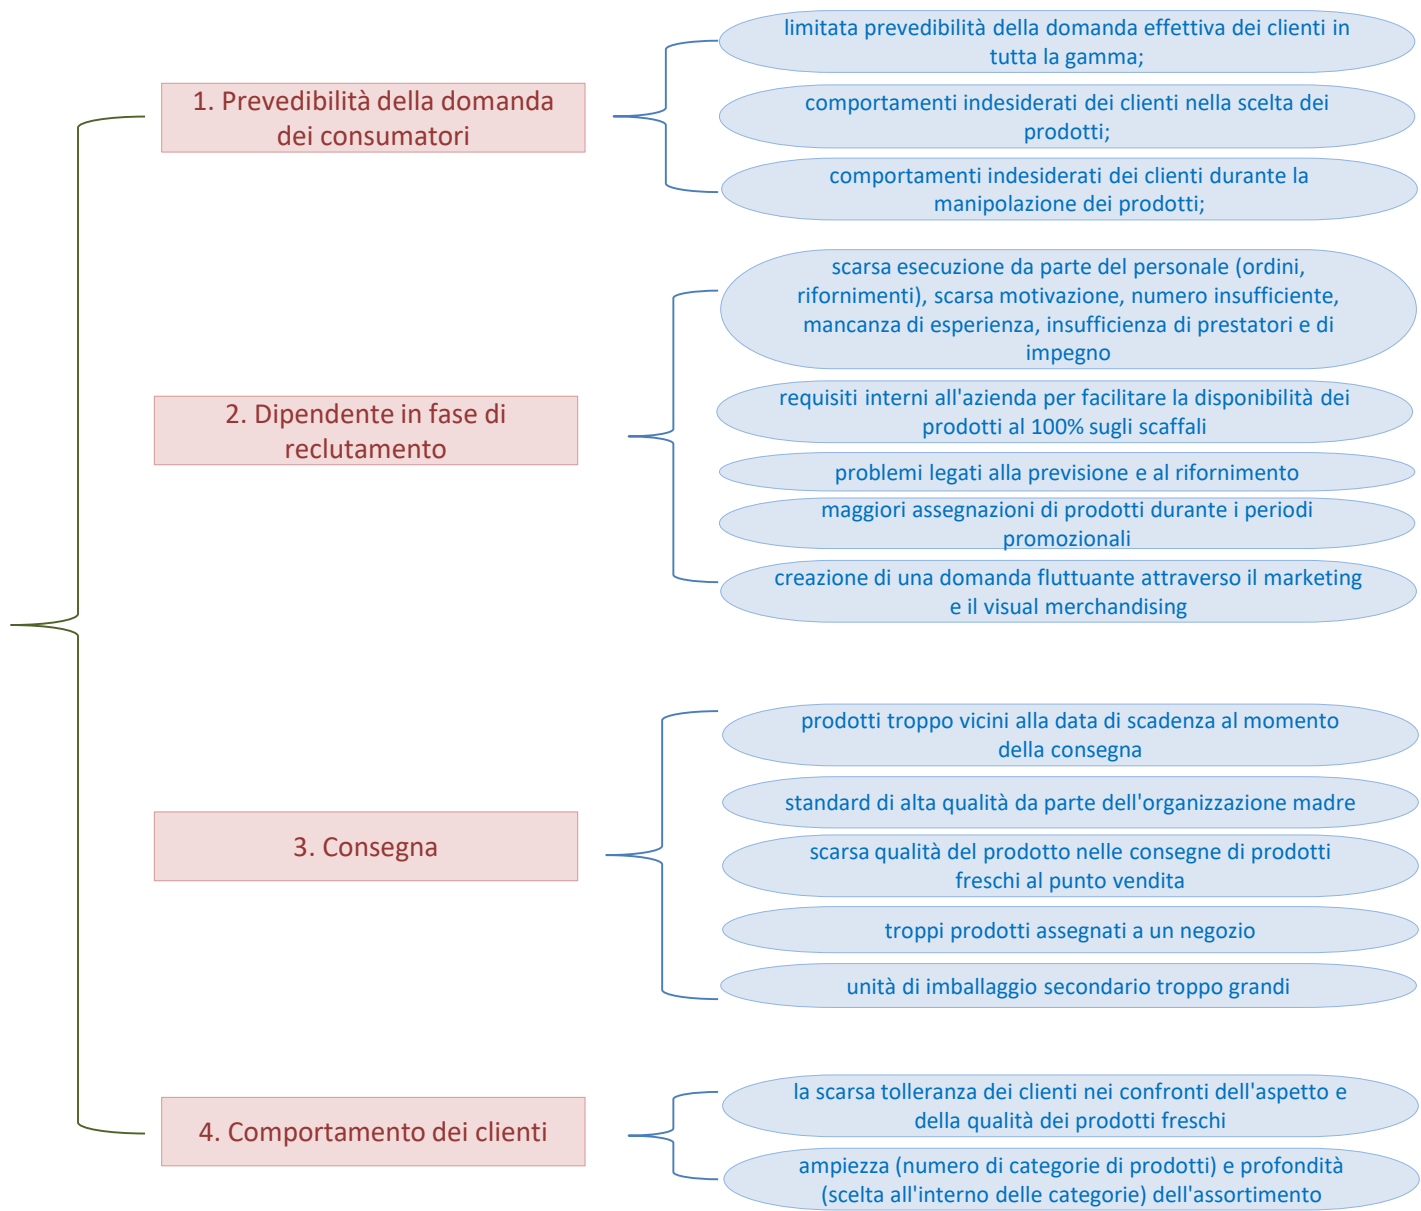 limitata prevedibilità della domanda effettiva dei clienti in
tutta la gamma;
1. Prevedibilità della domanda
dei consumatori
comportamenti indesiderati dei clienti nella scelta dei
prodotti;
comportamenti indesiderati dei clienti durante la
manipolazione dei prodotti;
scarsa esecuzione da parte del personale (ordini,
rifornimenti), scarsa motivazione, numero insufficiente,
mancanza di esperienza, insufficienza di prestatori e di
impegno
2. Dipendente in fase di
reclutamento
requisiti interni all'azienda per facilitare la disponibilità dei
prodotti al 100% sugli scaffali
problemi legati alla previsione e al rifornimento
maggiori assegnazioni di prodotti durante i periodi
promozionali
creazione di una domanda fluttuante attraverso il marketing
e il visual merchandising
prodotti troppo vicini alla data di scadenza al momento
della consegna
standard di alta qualità da parte dell'organizzazione madre
3. Consegna
scarsa qualità del prodotto nelle consegne di prodotti
freschi al punto vendita
troppi prodotti assegnati a un negozio
unità di imballaggio secondario troppo grandi
la scarsa tolleranza dei clienti nei confronti dell'aspetto e
della qualità dei prodotti freschi
4. Comportamento dei clienti
ampiezza (numero di categorie di prodotti) e profondità
(scelta all'interno delle categorie) dell'assortimento